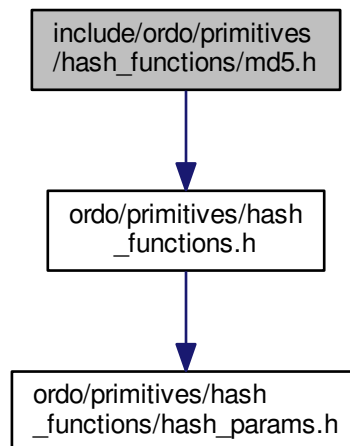 include/ordo/primitives
/hash_functions/md5.h
ordo/primitives/hash
_functions.h
ordo/primitives/hash
_functions/hash_params.h